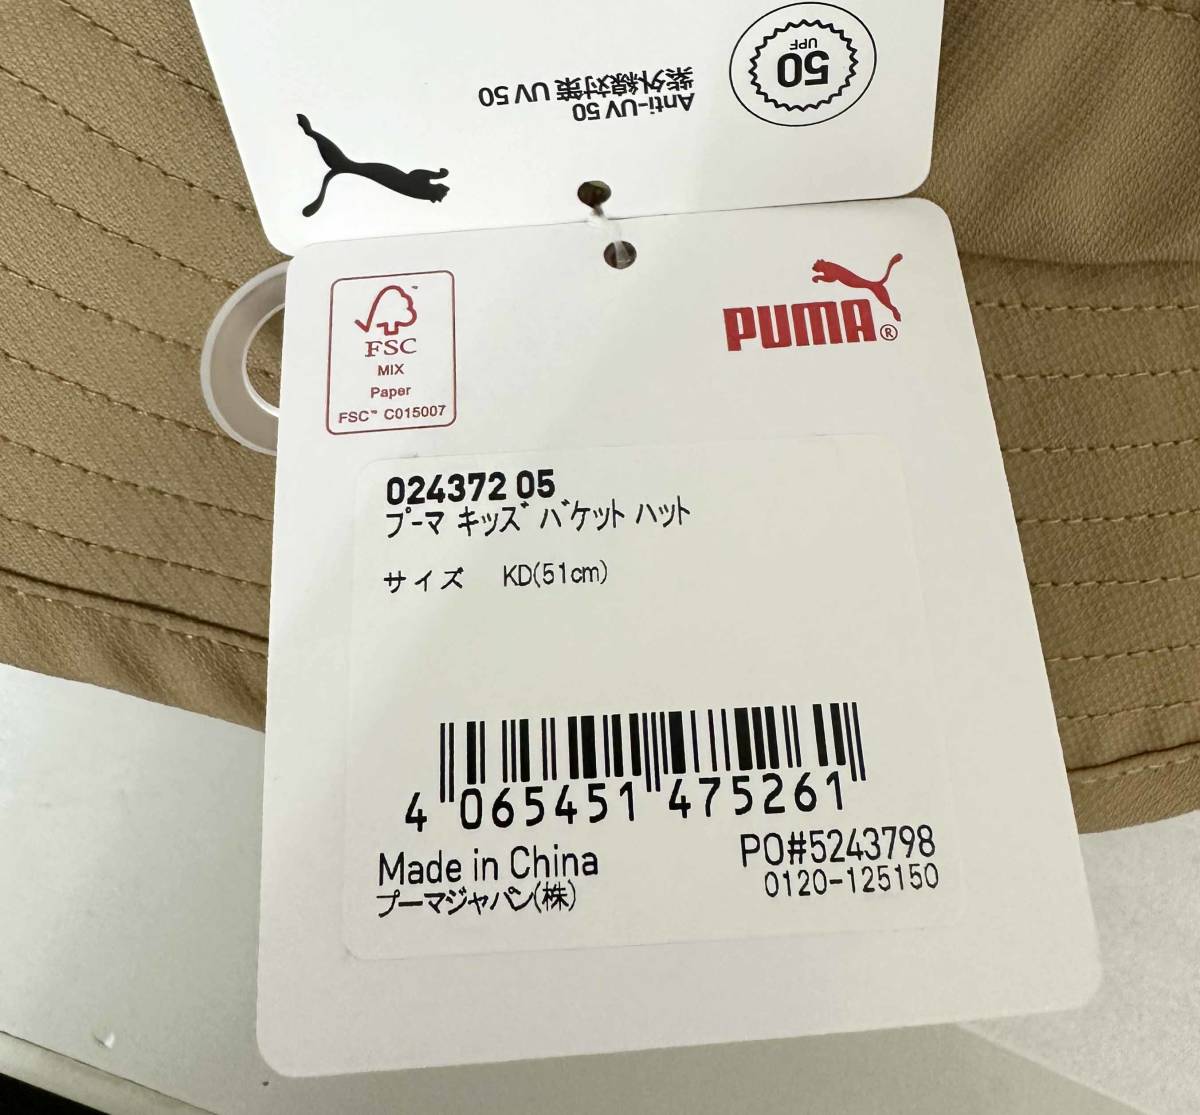 50
UPF
Anti-UV 50
紫外線対策 UV 50
PUMA®
FSC
MIX
Paper
FSC™ C015007
024372 05
プーマ キッズ バケット ハット
サイズ KD(51cm)
4 065451 475261
Made in China
PO#5243798
プーマジャパン(株)
0120-125150